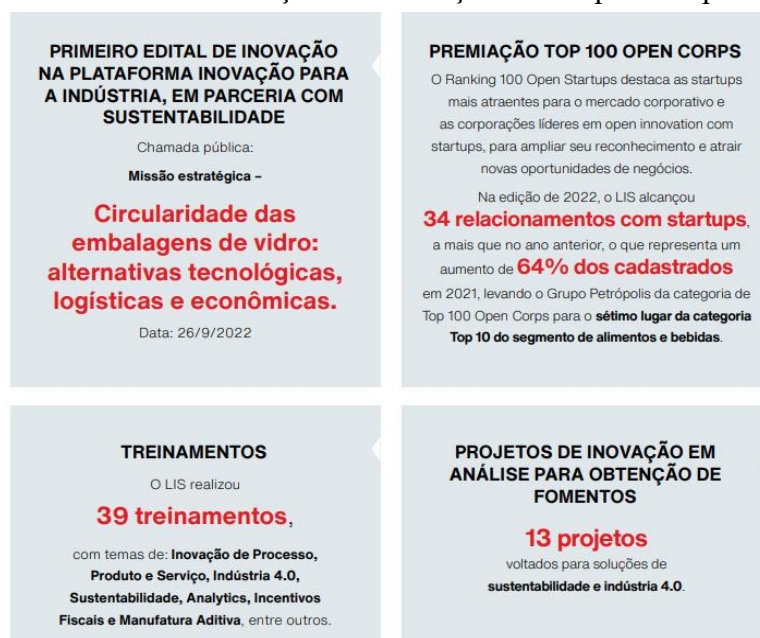 PRIMEIRO EDITAL DE INOVAÇÃO
NA PLATAFORMA INOVAÇÃO PARA
A INDÚSTRIA, EM PARCERIA COM
SUSTENTABILIDADE
Chamada pública:
Missão estratégica –
Circularidade das
embalagens de vidro:
alternativas tecnológicas,
logísticas e econômicas.
Data: 26/9/2022
PREMIAÇÃO TOP 100 OPEN CORPS
O Ranking 100 Open Startups destaca as startups
mais atraentes para o mercado corporativo e
as corporações líderes em open innovation com
startups, para ampliar seu reconhecimento e atrair
novas oportunidades de negócios.
Na edição de 2022, o LIS alcançou
34 relacionamentos com startups,
a mais que no ano anterior, o que representa um
aumento de 64% dos cadastrados
em 2021, levando o Grupo Petrópolis da categoria de
Top 100 Open Corps para o sétimo lugar da categoria
Top 10 do segmento de alimentos e bebidas.
TREINAMENTOS
O LIS realizou
39 treinamentos,
com temas de: Inovação de Processo,
Produto e Serviço, Indústria 4.0,
Sustentabilidade, Analytics, Incentivos
Fiscais e Manufatura Aditiva, entre outros.
PROJETOS DE INOVAÇÃO EM
ANÁLISE PARA OBTENÇÃO DE
FOMENTOS
13 projetos
voltados para soluções de
sustentabilidade e indústria 4.0.